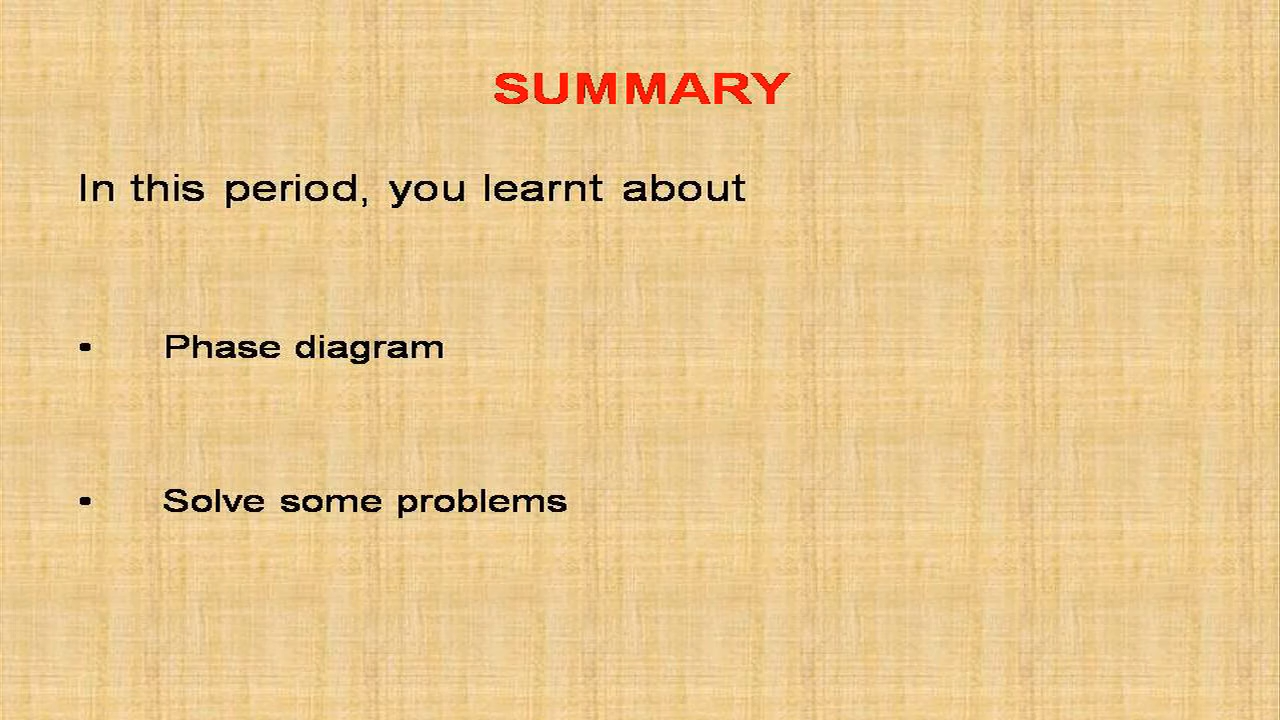 SUMMARY
In this period, you learnt about
• Phase diagram
• Solve some problems